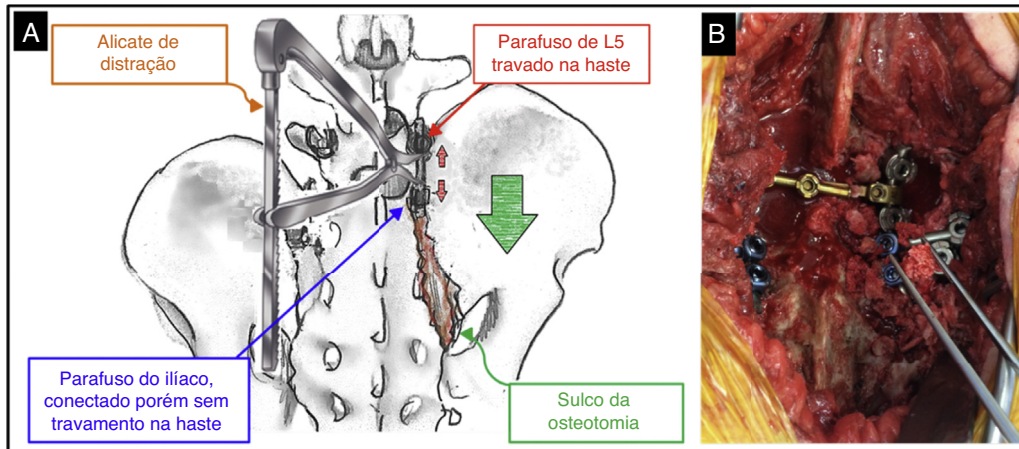 A
Alicate de
distração
Parafuso de L5
travado na haste
Parafuso do ilíaco,
conectado porém sem
travamento na haste
Sulco da
osteotomia
B